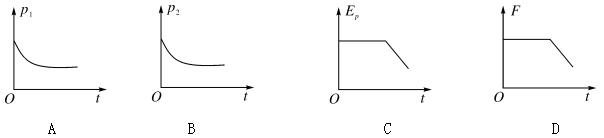 p₁ p₂ Eₚ F
O t O t O t O t
A B C D